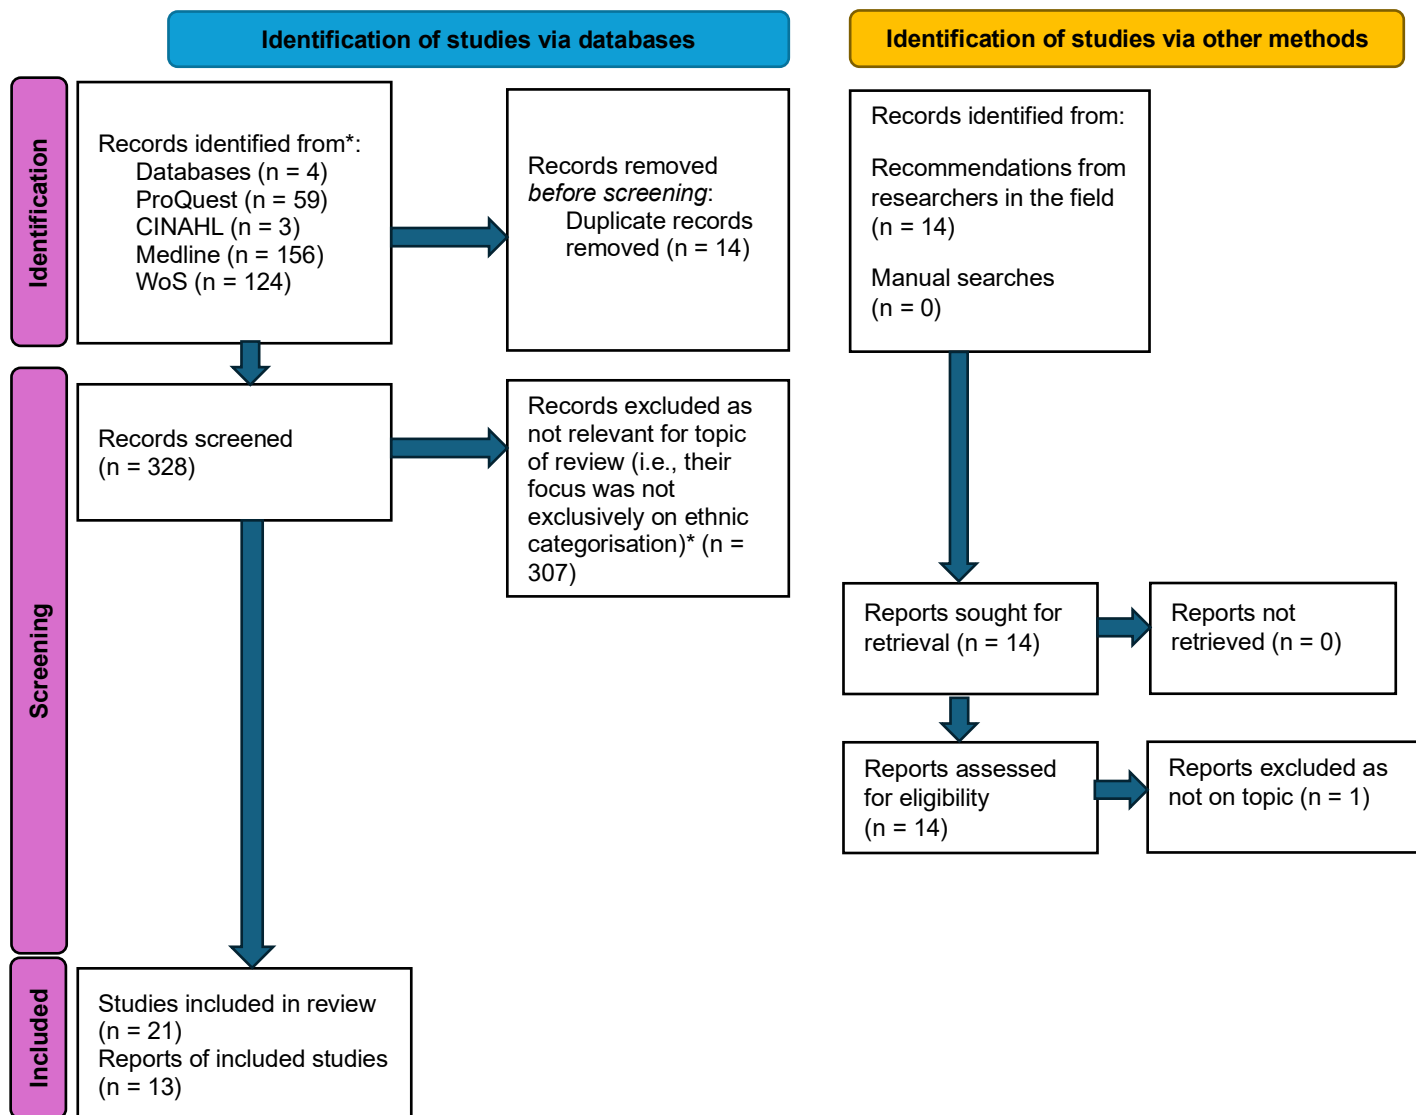 Identification of studies via databases
Identification of studies via other methods
Identification
Records identified from*:
Databases (n = 4)
ProQuest (n = 59)
CINAHL (n = 3)
Medline (n = 156)
WoS (n = 124)
Records removed
before screening:
Duplicate records
removed (n = 14)
Records identified from:
Recommendations from
researchers in the field
(n = 14)
Manual searches
(n = 0)
Screening
Records screened
(n = 328)
Records excluded as
not relevant for topic
of review (i.e., their
focus was not
exclusively on ethnic
categorisation)* (n =
307)
Reports sought for
retrieval (n = 14)
Reports not
retrieved (n = 0)
Reports assessed
for eligibility
(n = 14)
Reports excluded as
not on topic (n = 1)
Included
Studies included in review
(n = 21)
Reports of included studies
(n = 13)